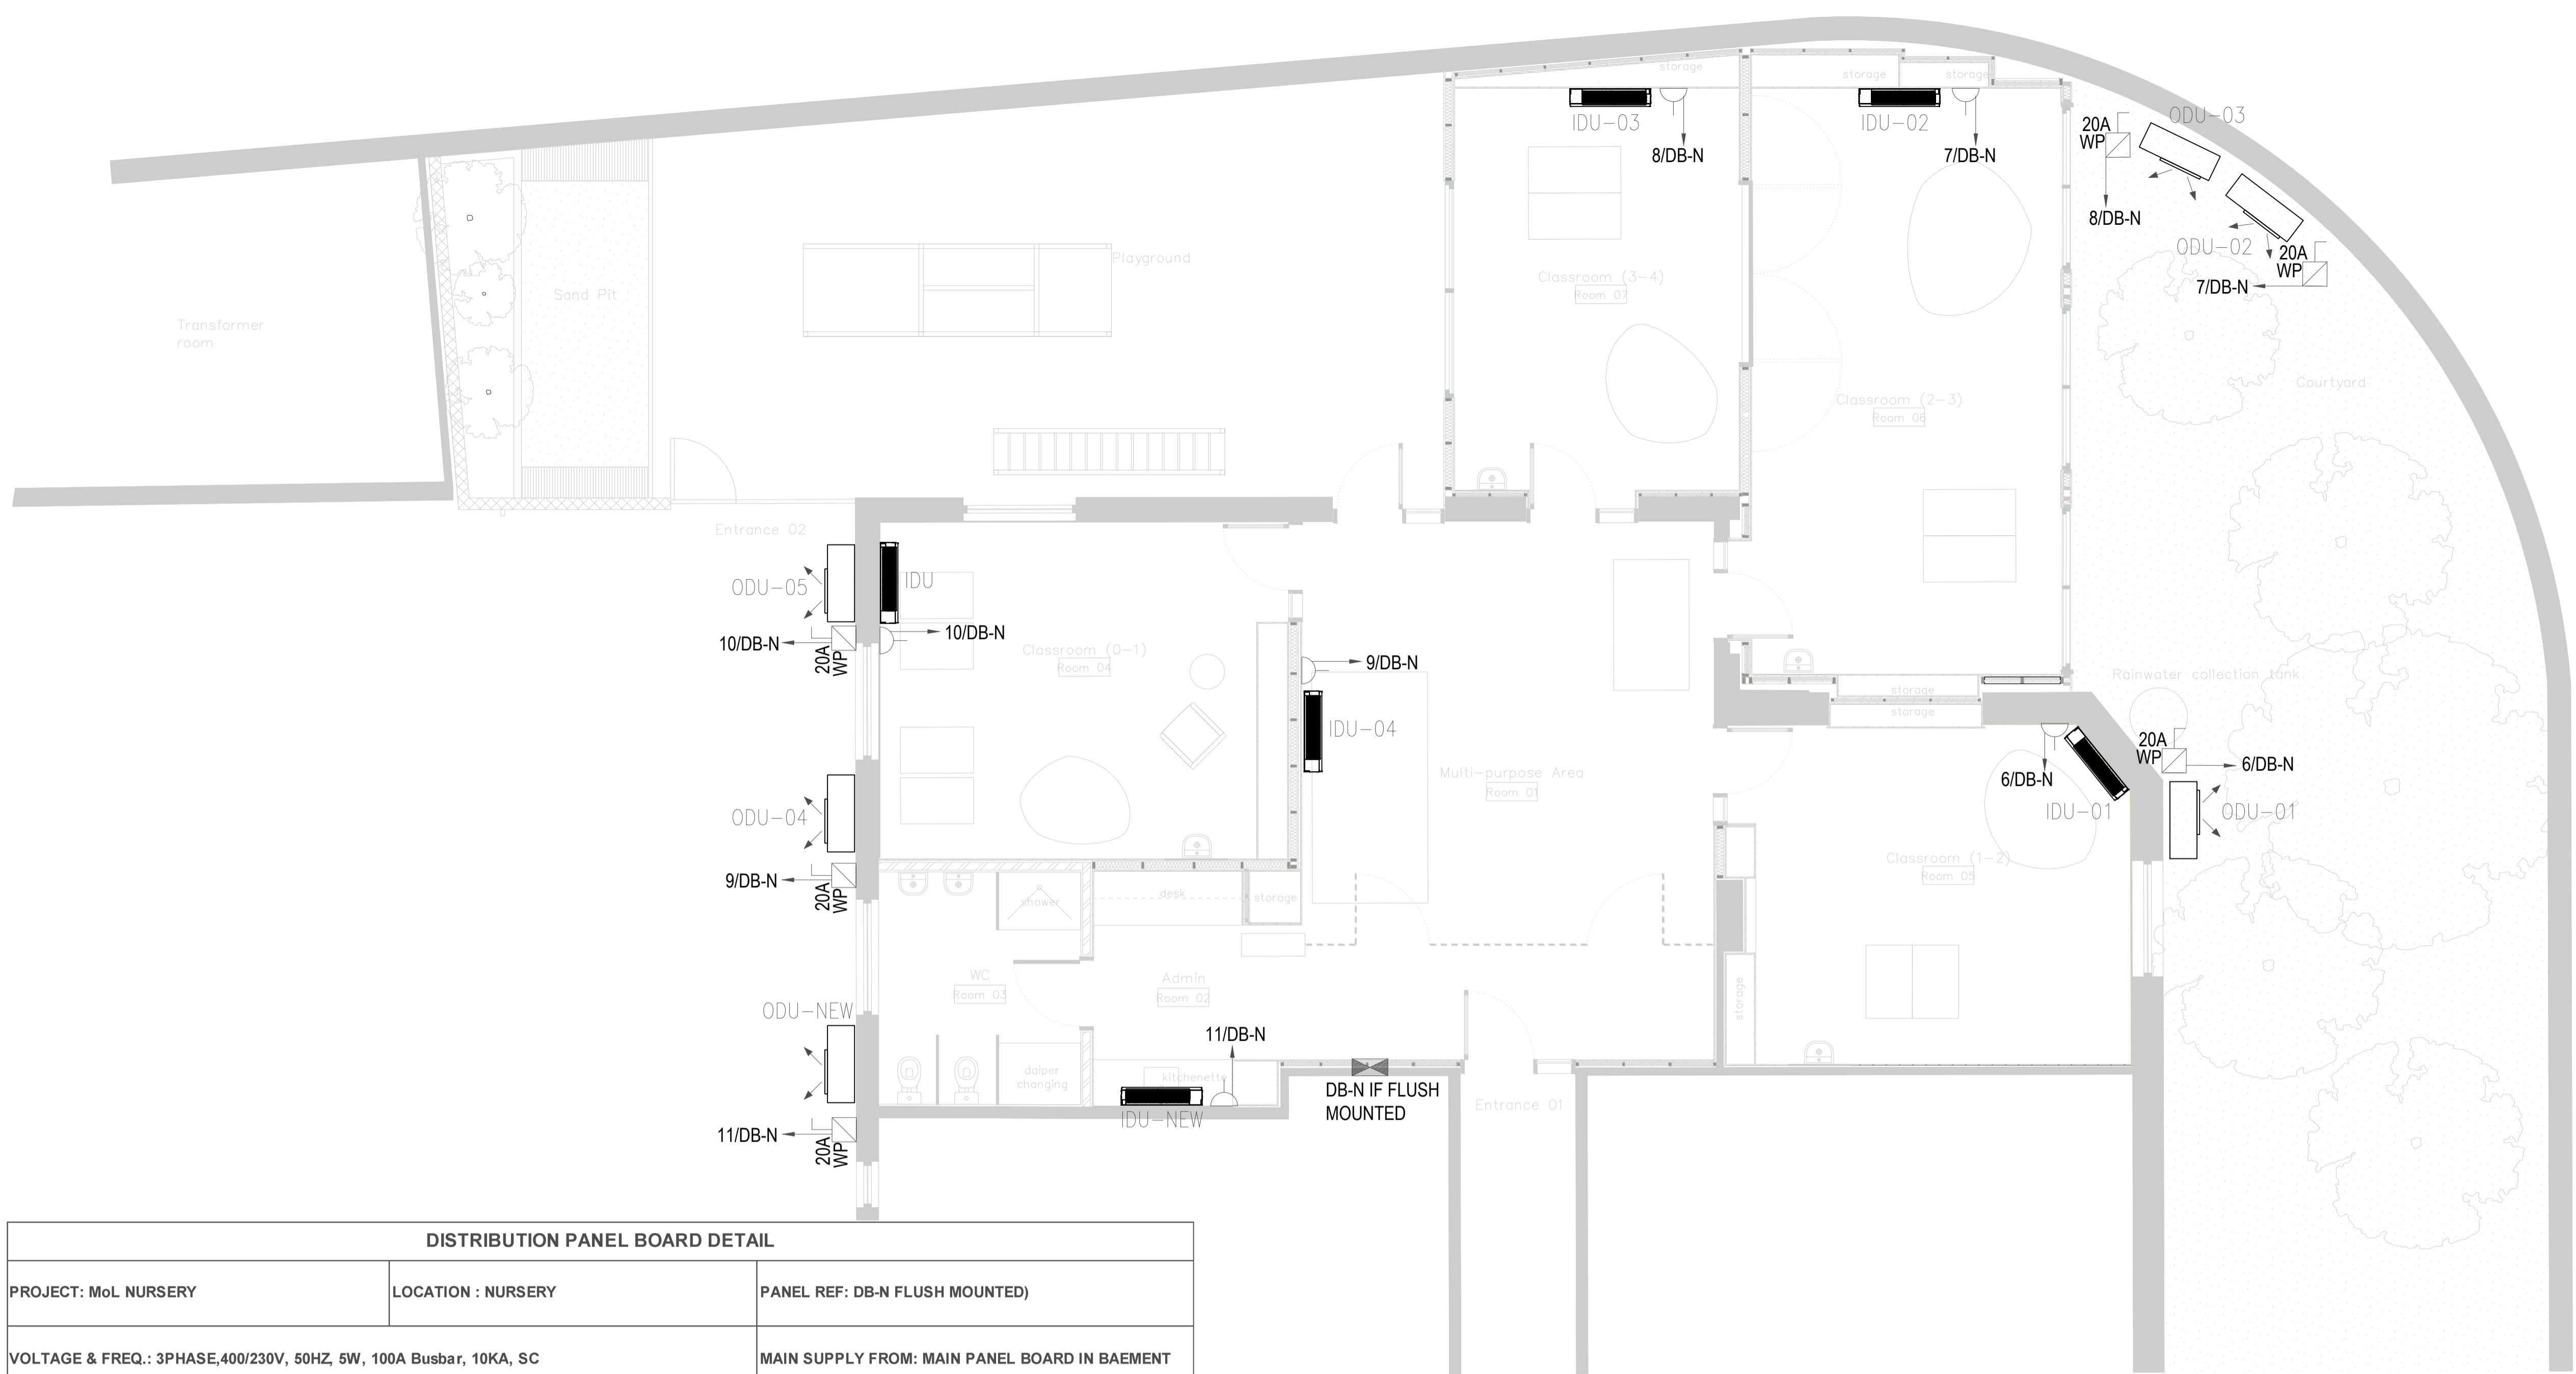 storage
storage
storage
ODU-03
20A
WP
IDU-03
IDU-02
8/DB-N
7/DB-N
8/DB-N
ODU-02
20A
WP
7/DB-N
Playground
Classroom (3-4)
Room 07
Sand Pit
Transformer
room
Courtyard
Classroom (2-3)
Room 06
Entrance 02
ODU-05
IDU
10/DB-N
10/DB-N
20A
WP
Classroom (0-1)
Room 04
9/DB-N
Rainwater collection tank
storage
storage
IDU-04
20A
WP
6/DB-N
6/DB-N
Multi-purpose Area
Room 01
IDU-01
ODU-01
ODU-04
Classroom (1-2)
Room 05
9/DB-N
20A
WP
shower
desk
storage
WC
Room 03
Admin
Room 02
storage
ODU-NEW
11/DB-N
daiper
changing
kitchenette
IDU-NEW
DB-N IF FLUSH
MOUNTED
Entrance 01
11/DB-N
20A
WP
DISTRIBUTION PANEL BOARD DETAIL
PROJECT: MoL NURSERY
LOCATION : NURSERY
PANEL REF: DB-N FLUSH MOUNTED)
VOLTAGE & FREQ.: 3PHASE,400/230V, 50HZ, 5W, 100A Busbar, 10KA, SC
MAIN SUPPLY FROM: MAIN PANEL BOARD IN BAEMENT